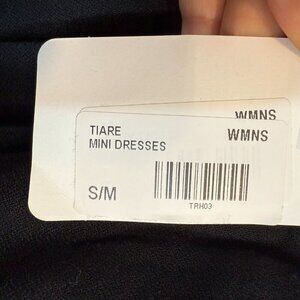 WMNS
TIARE WMNS
MINI DRESSES
S/M
TRH03